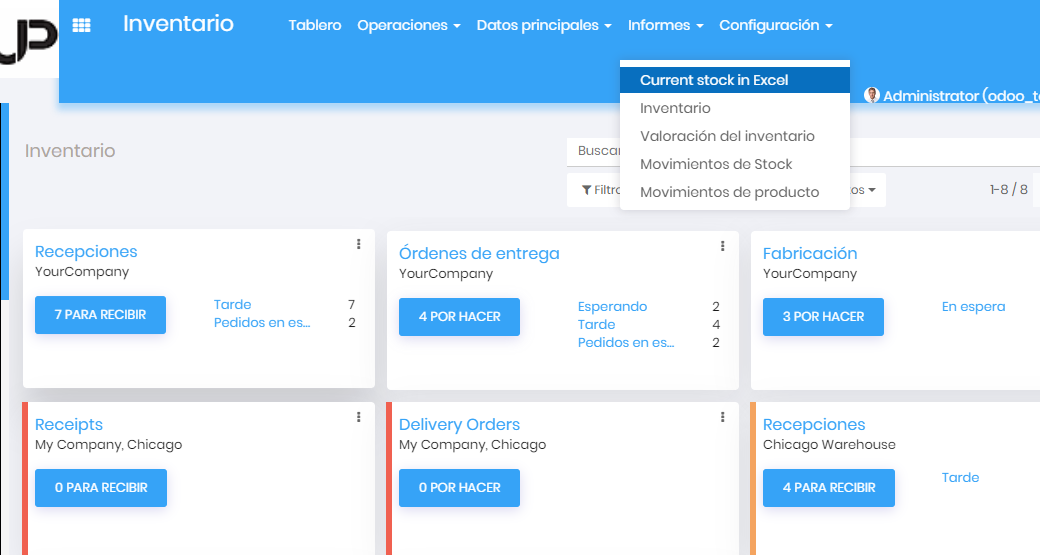 Inventario
Tablero Operaciones Datos principales Informes Configuración
Current stock in Excel
Inventario
Valoración del inventario
Movimientos de Stock
Movimientos de producto
Administrator (odoo_t
Inventario
Buscar
Filtro
os
1-8 / 8
Recepciones
YourCompany
7 PARA RECIBIR
Tarde 7
Pedidos en es... 2
Órdenes de entrega
YourCompany
4 POR HACER
Esperando 2
Tarde 4
Pedidos en es... 2
Fabricación
YourCompany
3 POR HACER
En espera
Receipts
My Company, Chicago
0 PARA RECIBIR
Delivery Orders
My Company, Chicago
0 POR HACER
Recepciones
Chicago Warehouse
4 PARA RECIBIR
Tarde